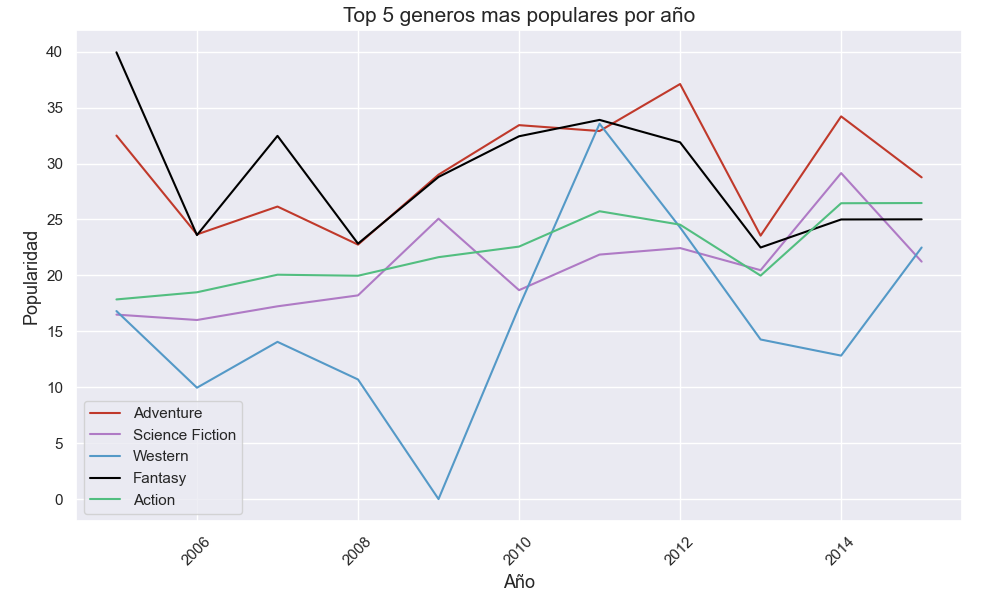 Top 5 generos mas populares por año
Popularidad
40
35
30
25
20
15
10
5
0
Adventure
Science Fiction
Western
Fantasy
Action
2006
2008
2010
2012
2014
Año